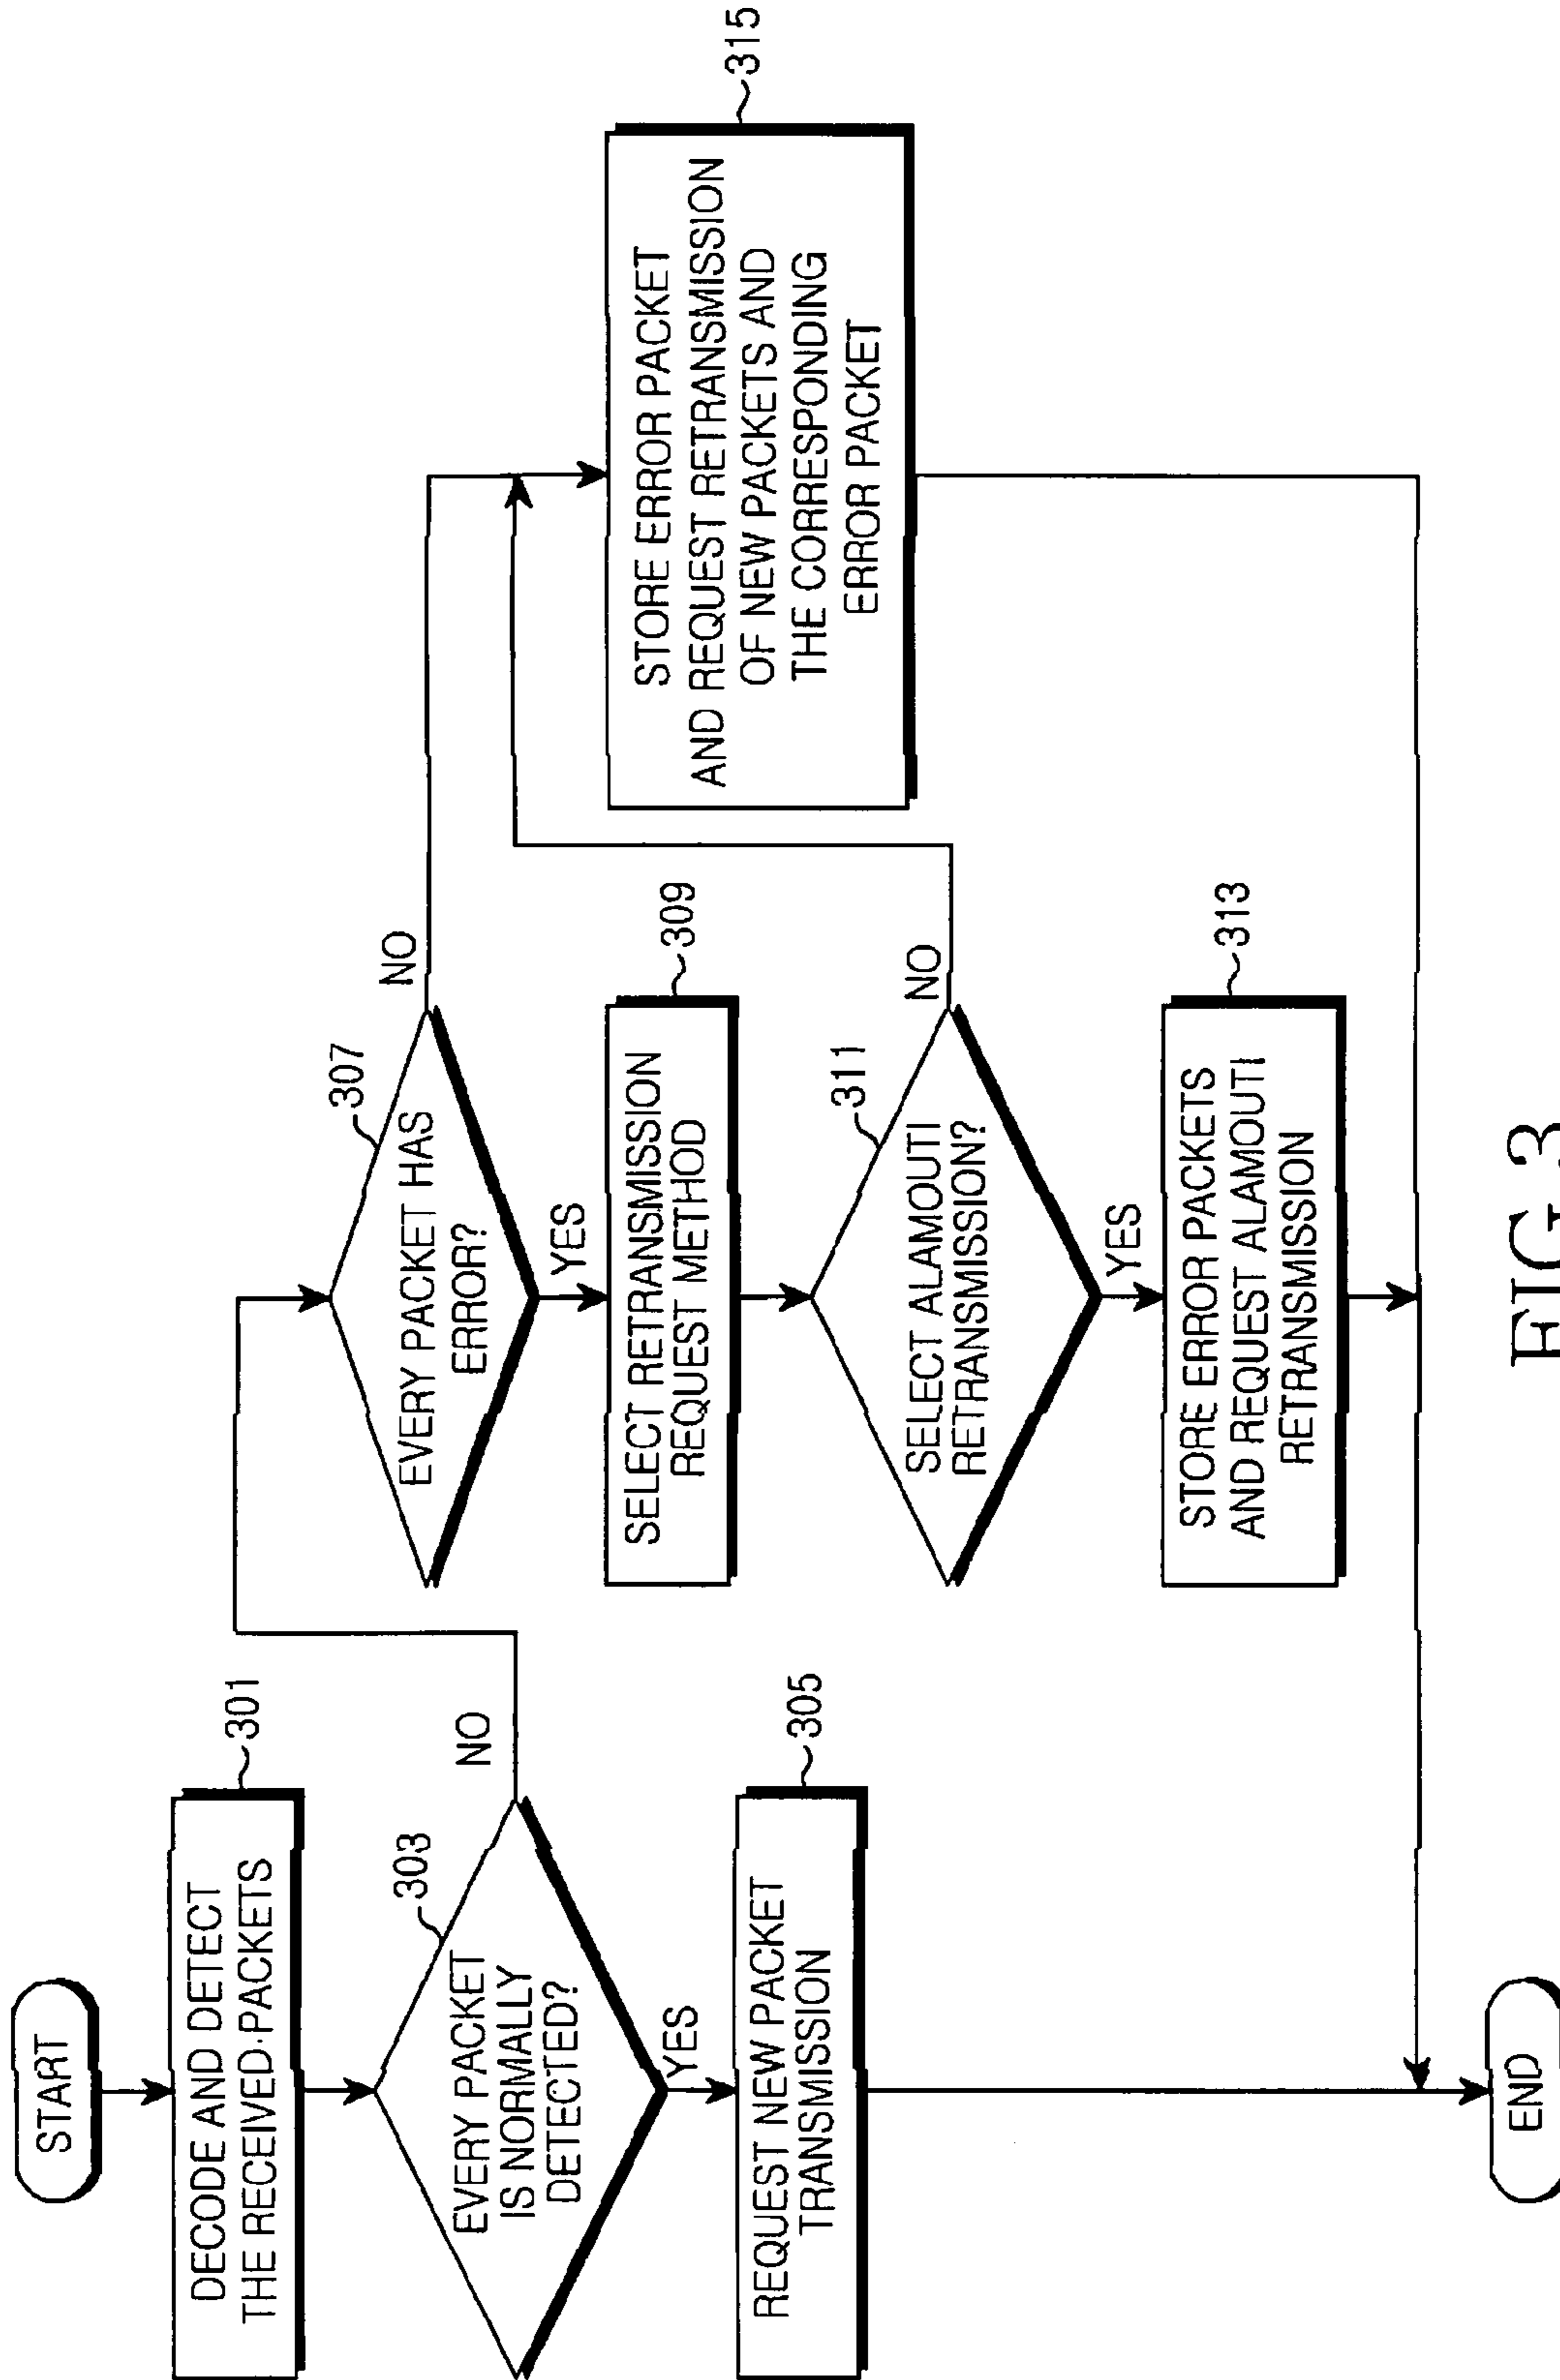 START
DECODE AND DETECT
THE RECEIVED PACKETS
301
EVERY PACKET
IS NORMALLY
DETECTED?
303
NO
YES
REQUEST NEW PACKET
TRANSMISSION
305
EVERY PACKET HAS
ERROR?
307
NO
YES
SELECT RETRANSMISSION
REQUEST METHOD
309
SELECT ALAMOUTI
RETRANSMISSION?
311
NO
YES
STORE ERROR PACKETS
AND REQUEST ALAMOUTI
RETRANSMISSION
313
STORE ERROR PACKET
AND REQUEST RETRANSMISSION
OF NEW PACKETS AND
THE CORRESPONDING
ERROR PACKET
315
END
FIG.3